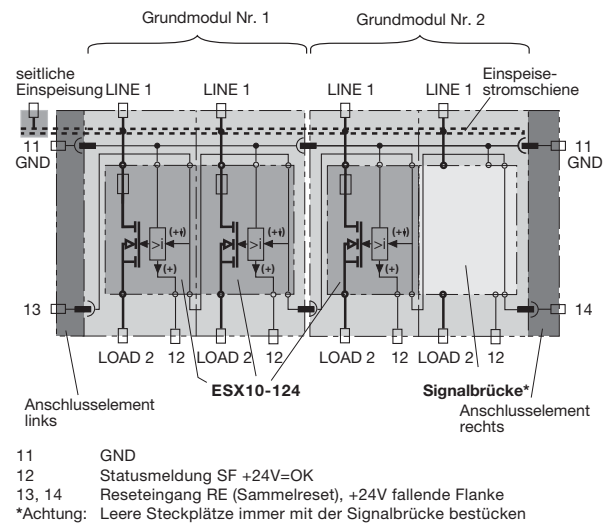 Grundmodul Nr. 1
Grundmodul Nr. 2
seitliche
Einspeisung
LINE 1
LINE 1
LINE 1
LINE 1
Einspeise-
stromschiene
11
GND
11
GND
>i
(+)
(+)
>i
(+)
(+)
>i
(+)
(+)
13
14
LOAD 2
12
LOAD 2
12
LOAD 2
12
LOAD 2
12
ESX10-124
Signalbrücke*
Anschlusselement
links
Anschlusselement
rechts
11 GND
12 Statusmeldung SF +24V=OK
13, 14 Reseteingang RE (Sammelreset), +24V fallende Flanke
*Achtung: Leere Steckplätze immer mit der Signalbrücke bestücken